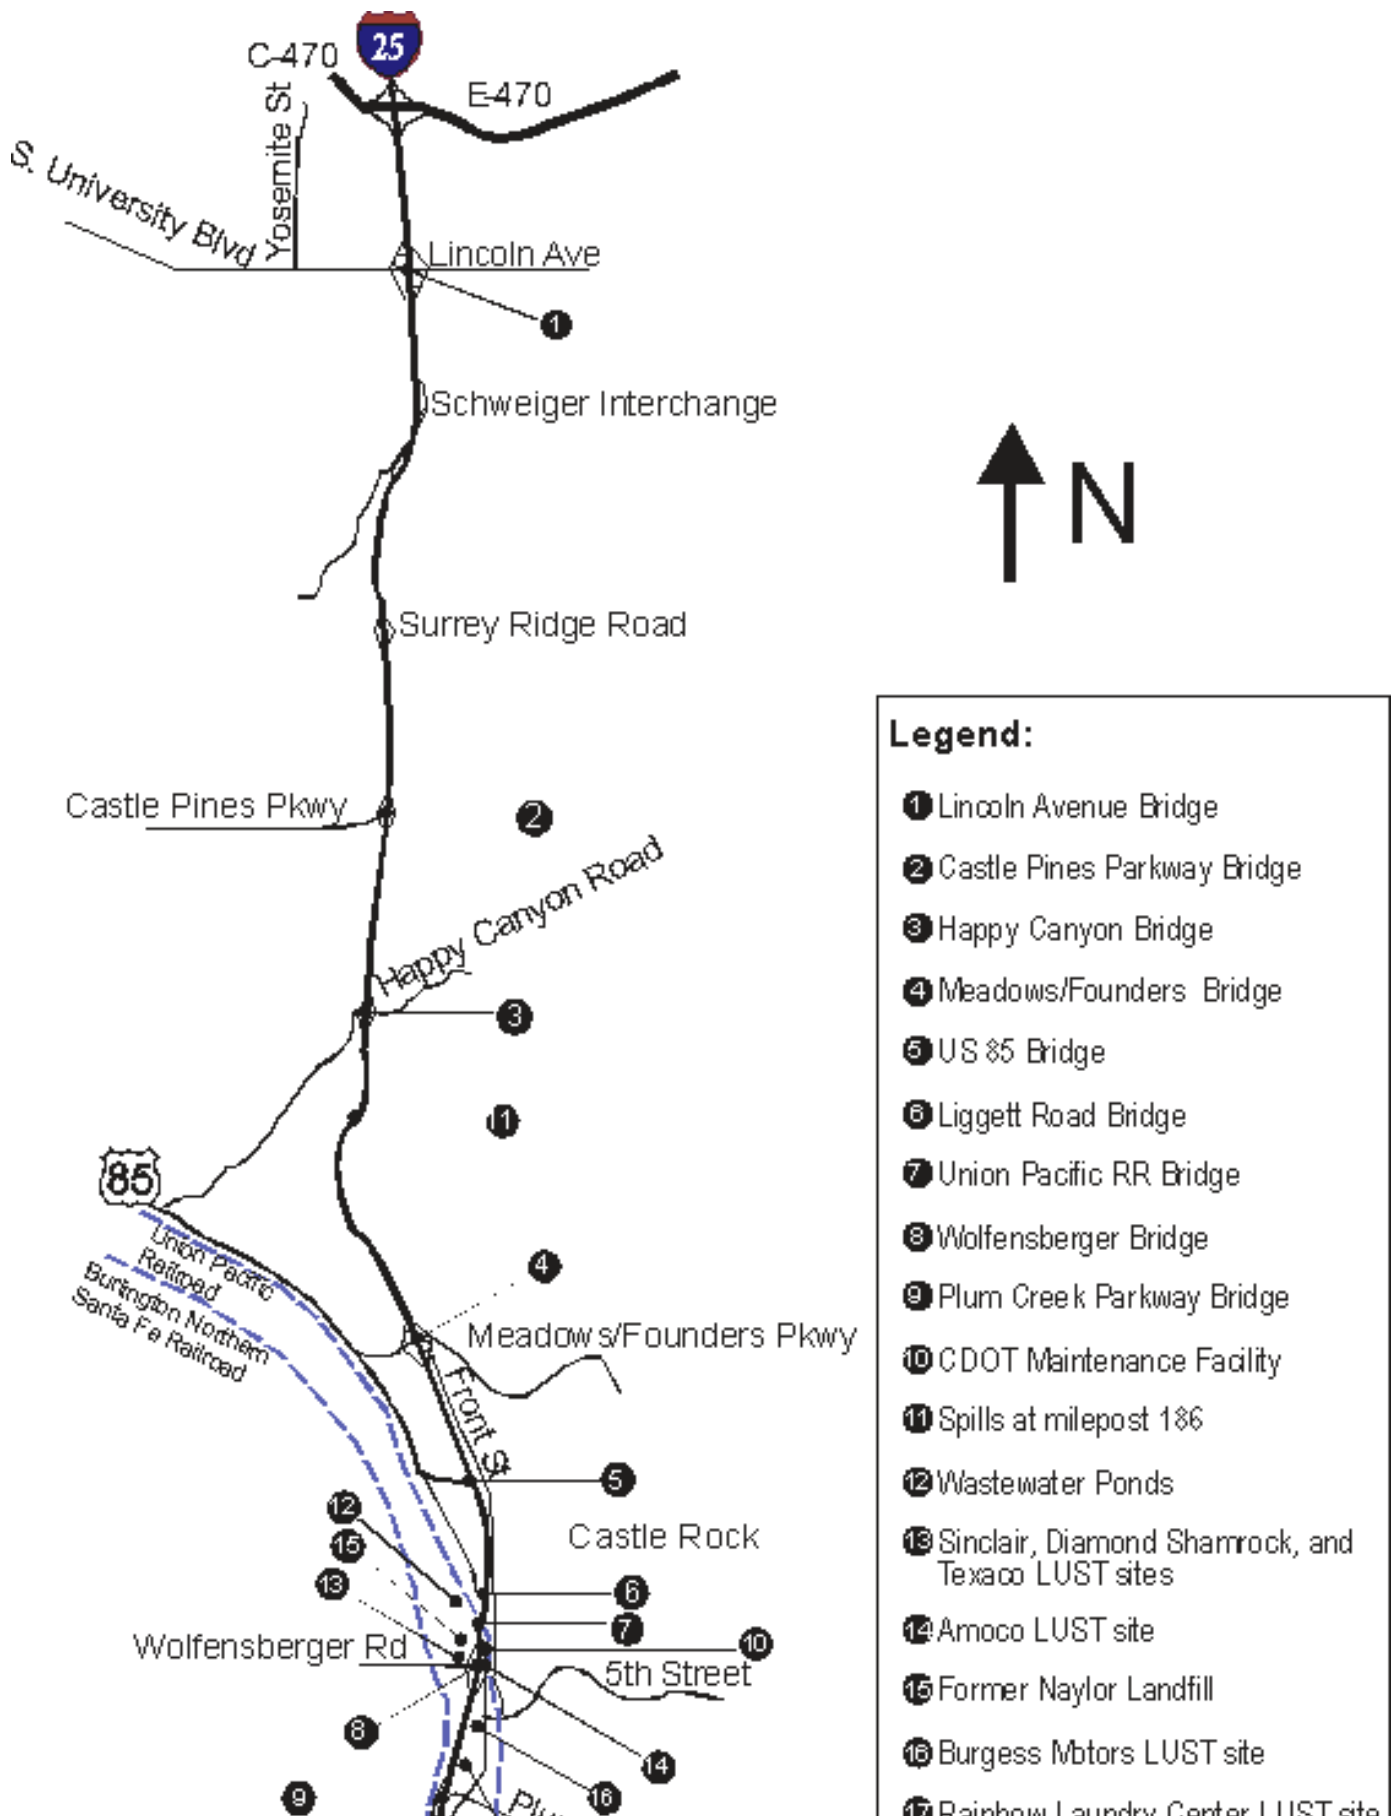 25
C-470
E-470
Yosemite St
S. University Blvd
Lincoln Ave
1
Schweiger Interchange
N
Surrey Ridge Road
Castle Pines Pkwy
2
Happy Canyon Road
3
11
85
Union Pacific
Railroad
Burlington Northern
Santa Fe Railroad
4
Meadows/Founders Pkwy
Front St
5
12
Castle Rock
15
13
6
7
10
Wolfensberger Rd
5th Street
8
14
9
16
Legend:
1 Lincoln Avenue Bridge
2 Castle Pines Parkway Bridge
3 Happy Canyon Bridge
4 Meadows/Founders Bridge
5 US 85 Bridge
6 Liggett Road Bridge
7 Union Pacific RR Bridge
8 Wolfensberger Bridge
9 Plum Creek Parkway Bridge
10 CDOT Maintenance Facility
11 Spills at milepost 186
12 Wastewater Ponds
13 Sinclair, Diamond Shamrock, and
Texaco LUST sites
14 Amoco LUST site
15 Former Naylor Landfill
16 Burgess Motors LUST site
17 Rainbow Laundry Center LUST site